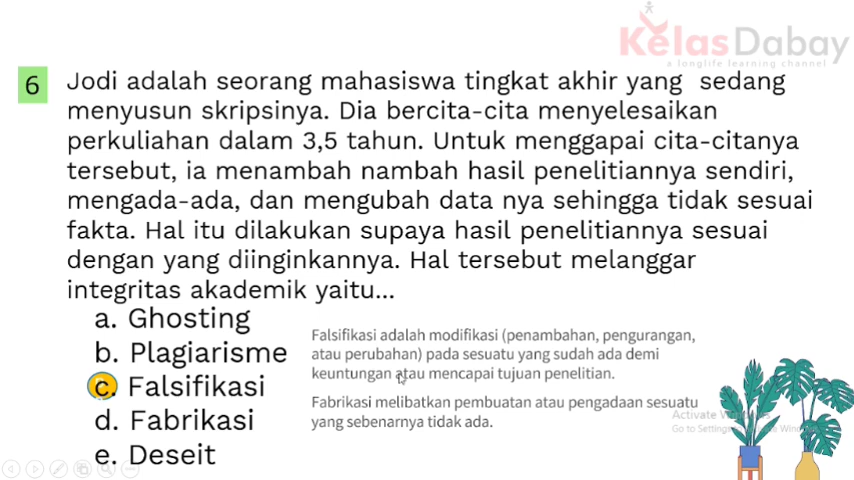 KelasDabay
a longlife learning channel
6 Jodi adalah seorang mahasiswa tingkat akhir yang sedang
menyusun skripsinya. Dia bercita-cita menyelesaikan
perkuliahan dalam 3,5 tahun. Untuk menggapai cita-citanya
tersebut, ia menambah nambah hasil penelitiannya sendiri,
mengada-ada, dan mengubah data nya sehingga tidak sesuai
fakta. Hal itu dilakukan supaya hasil penelitiannya sesuai
dengan yang diinginkannya. Hal tersebut melanggar
integritas akademik yaitu...
a. Ghosting
b. Plagiarisme
c. Falsifikasi
d. Fabrikasi
e. Deseit
Falsifikasi adalah modifikasi (penambahan, pengurangan,
atau perubahan) pada sesuatu yang sudah ada demi
keuntungan atau mencapai tujuan penelitian.
Fabrikasi melibatkan pembuatan atau pengadaan sesuatu
yang sebenarnya tidak ada.
Activate
Go to Settings